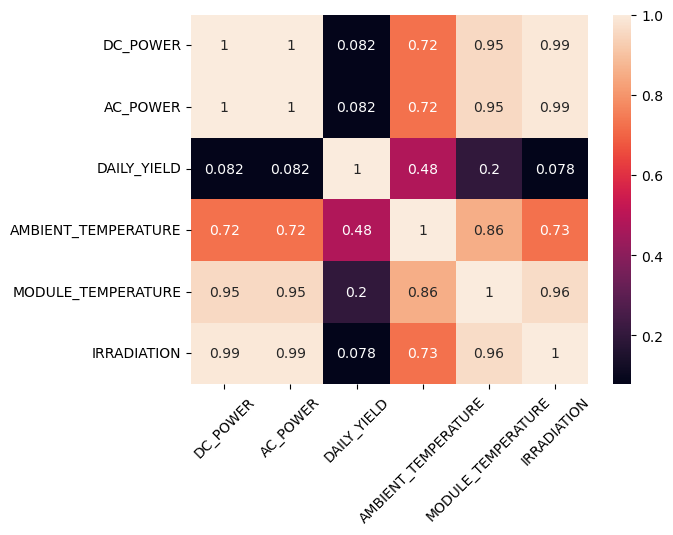 DC_POWER 1 1 0.082 0.72 0.95 0.99
AC_POWER 1 1 0.082 0.72 0.95 0.99
DAILY_YIELD 0.082 0.082 1 0.48 0.2 0.078
AMBIENT_TEMPERATURE 0.72 0.72 0.48 1 0.86 0.73
MODULE_TEMPERATURE 0.95 0.95 0.2 0.86 1 0.96
IRRADIATION 0.99 0.99 0.078 0.73 0.96 1
DC_POWER
AC_POWER
DAILY_YIELD
AMBIENT_TEMPERATURE
MODULE_TEMPERATURE
IRRADIATION
1.0
0.8
0.6
0.4
0.2